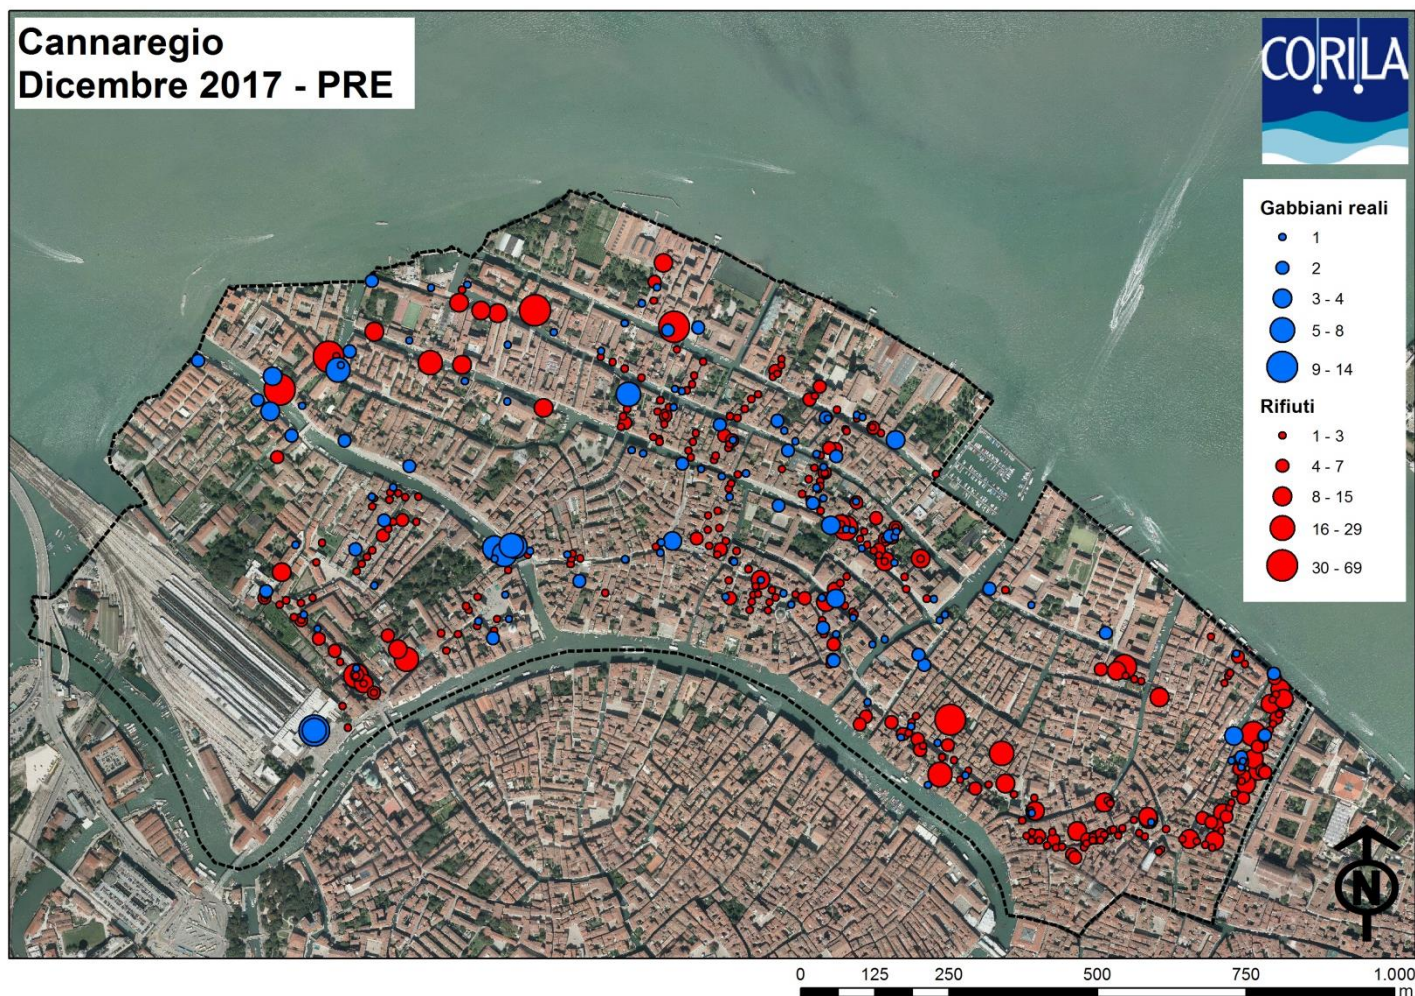 Cannaregio
Dicembre 2017 - PRE
CORILA
Gabbiani reali
1
2
3 - 4
5 - 8
9 - 14
Rifiuti
1 - 3
4 - 7
8 - 15
16 - 29
30 - 69
N
0 125 250 500 750 1.000
m